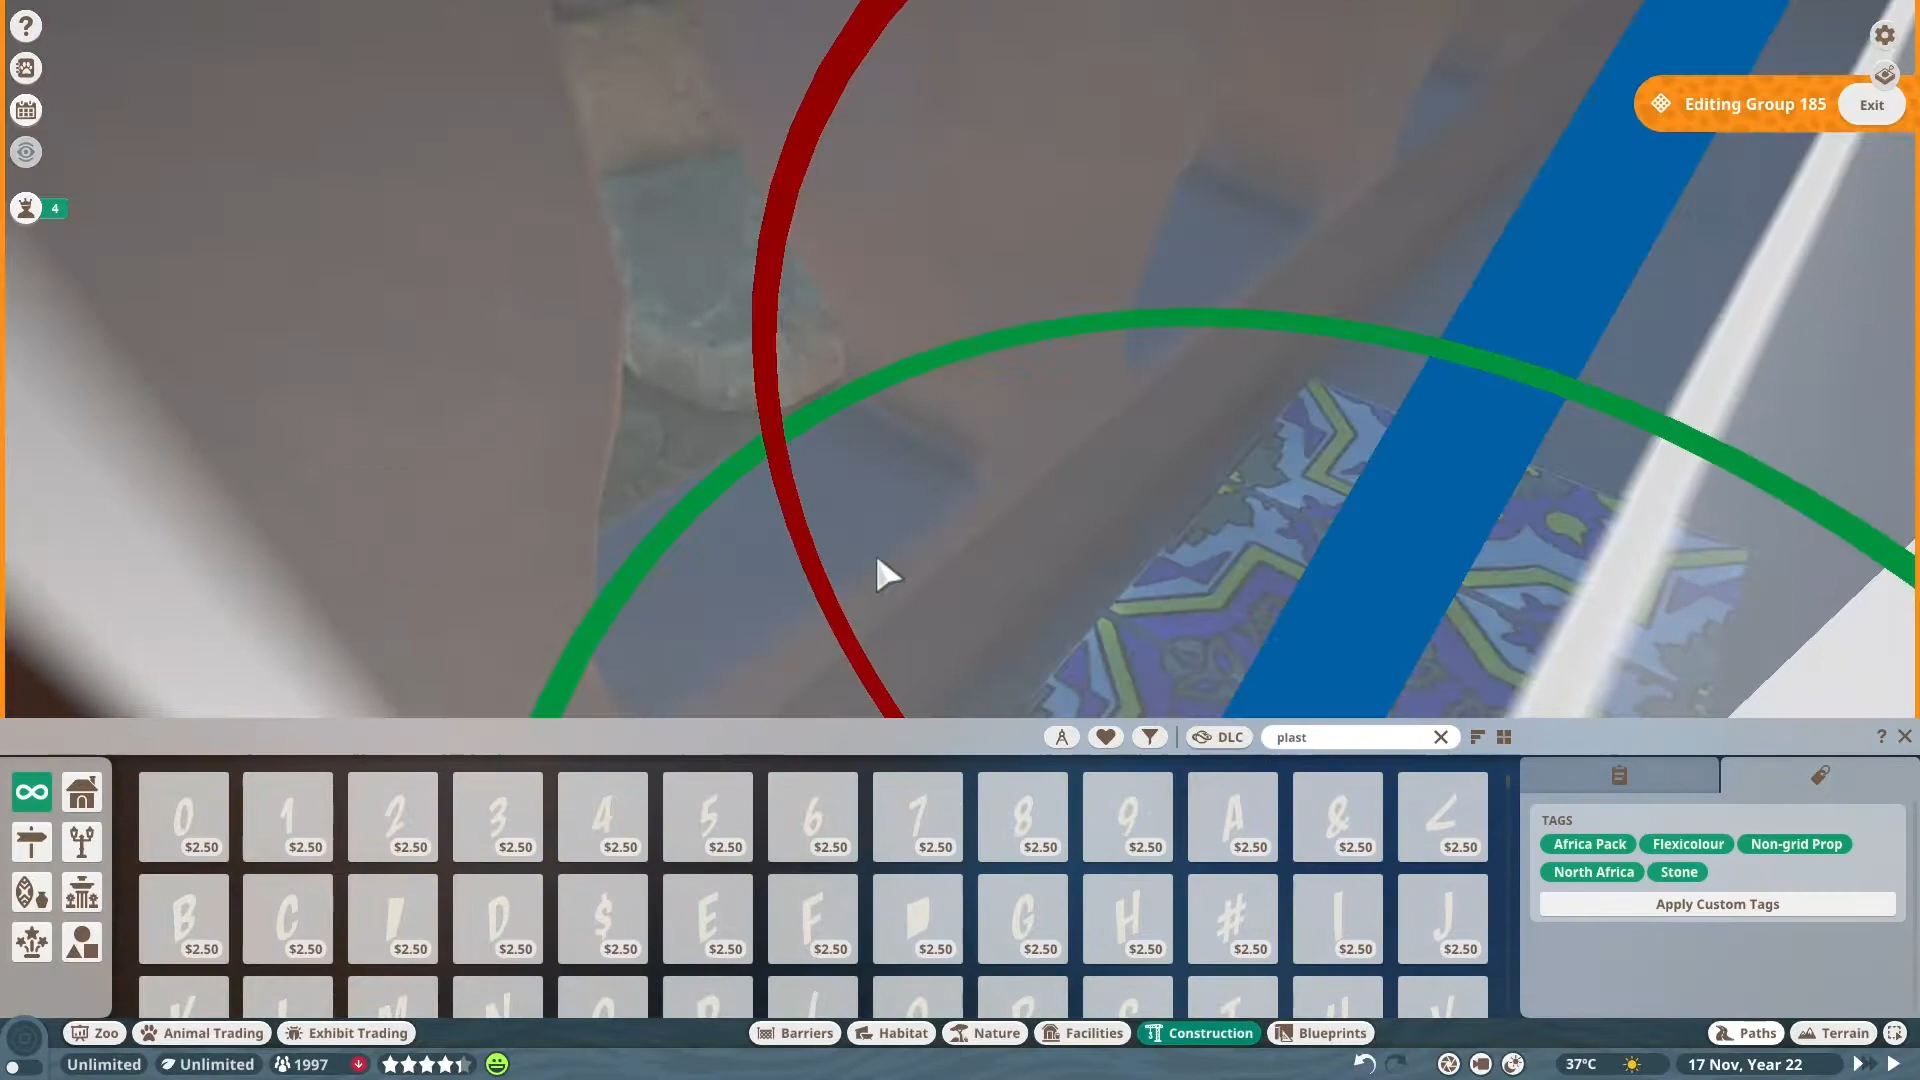 ?
4
Editing Group 185
Exit
DLC
plast
?
0 $2.50 1 $2.50 2 $2.50 3 $2.50 4 $2.50 5 $2.50 6 $2.50 7 $2.50 8 $2.50 9 $2.50 A $2.50 & $2.50 < $2.50
B $2.50 C $2.50 $2.50 D $2.50 $ $2.50 E $2.50 F $2.50 $2.50 G $2.50 H $2.50 # $2.50 I $2.50 J $2.50
TAGS
Africa Pack Flexicolour Non-grid Prop
North Africa Stone
Apply Custom Tags
Zoo Animal Trading Exhibit Trading Barriers Habitat Nature Facilities Construction Blueprints Paths Terrain
Unlimited Unlimited 1997 37°C 17 Nov, Year 22